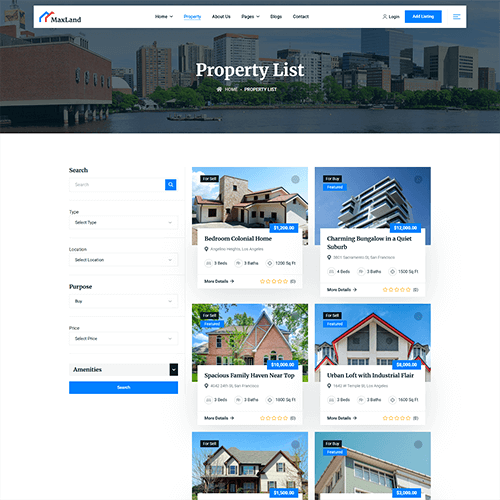 MaxLand
Home Property About Us Pages Blogs Contact
Login
Add Listing
Property List
HOME - PROPERTY LIST
Search
Search
Type
Select Type
Location
Select Location
Purpose
Buy
Price
Select Price
Amenities
Search
For Sell
$1,200.00
Bedroom Colonial Home
Angelino Heights, Los Angeles
3 Beds 3 Baths 1200 Sq Ft
More Details
(0)
For Buy
Featured
$12,000.00
Charming Bungalow in a Quiet
Suburb
3801 Sacramento St, San Francisco
4 Beds 3 Baths 1500 Sq Ft
More Details
(0)
For Sell
Featured
$10,000.00
Spacious Family Haven Near Top
4042 24th St, San Francisco
3 Beds 2 Baths 1400 Sq Ft
More Details
(0)
For Buy
Featured
$8,000.00
Urban Loft with Industrial Flair
W Temple St, Los Angeles
3 Beds 2 Baths 1600 Sq Ft
More Details
(0)
For Sell
$1,500.00
For Buy
Featured
$3,000.00